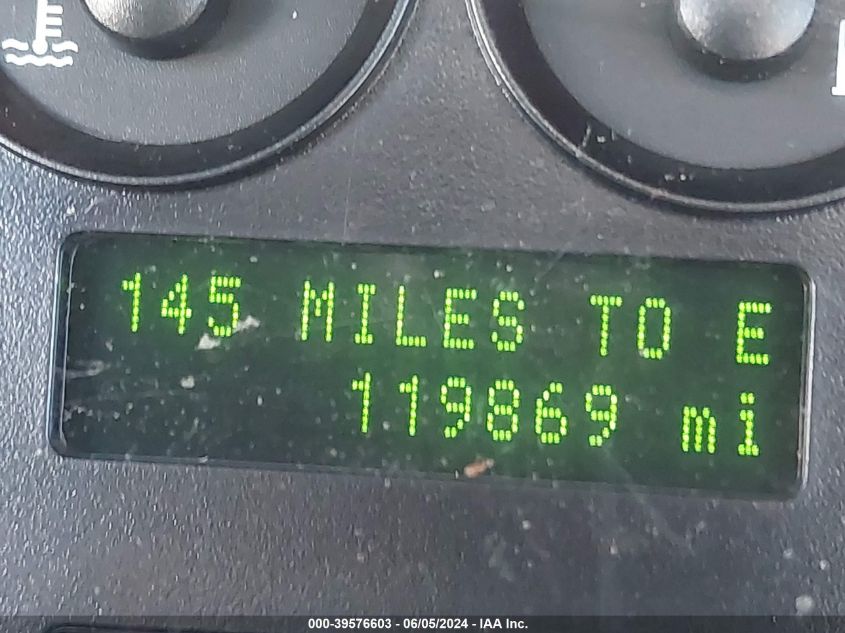 145 MILES TO E
119869 mi
000-39576603 - 06/05/2024 - IAA Inc.